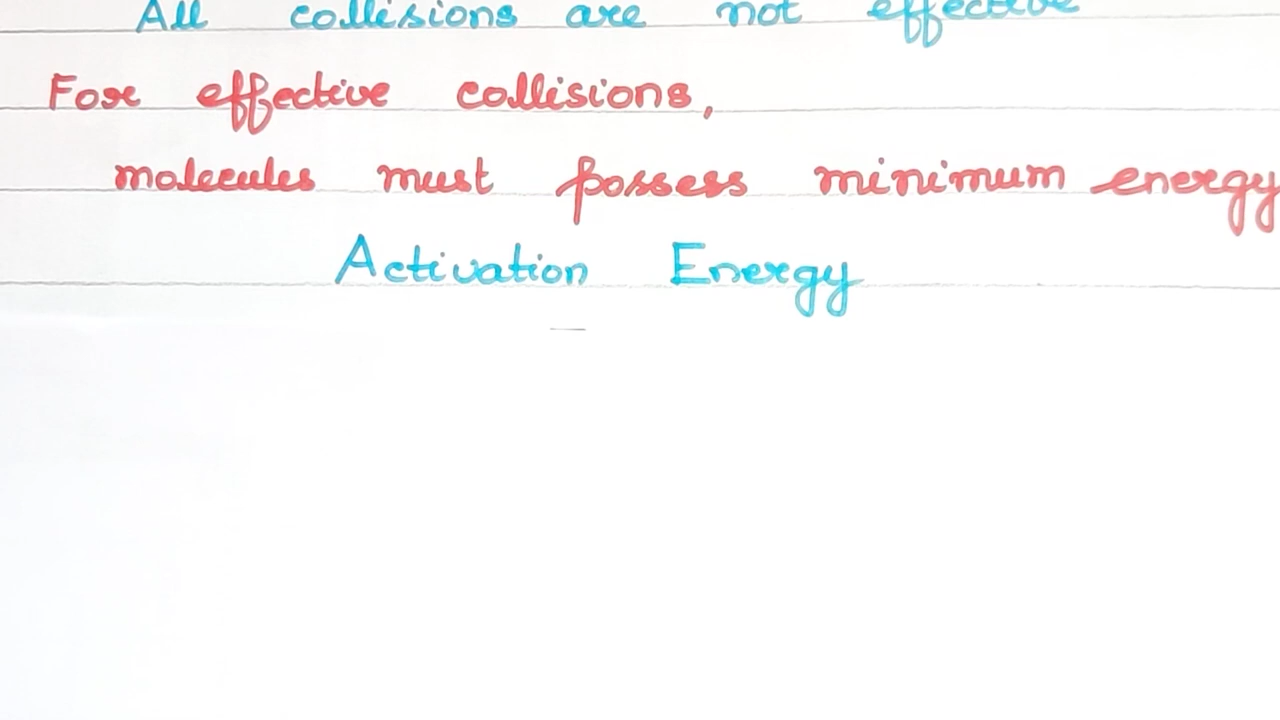 All collisions are not effective
For effective collisions,
molecules must possess minimum energy
Activation Energy